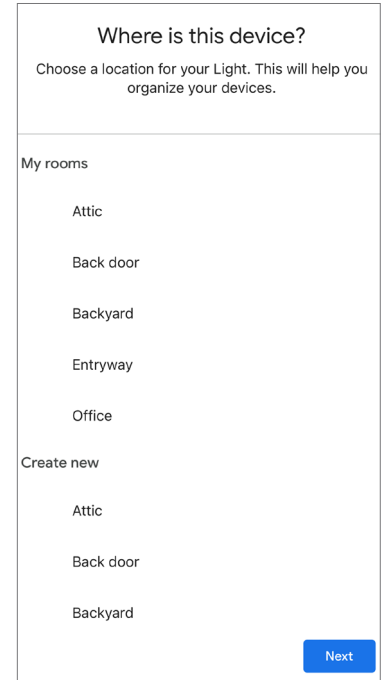 Where is this device?
Choose a location for your Light. This will help you
organize your devices.
My rooms
Attic
Back door
Backyard
Entryway
Office
Create new
Attic
Back door
Backyard
Next